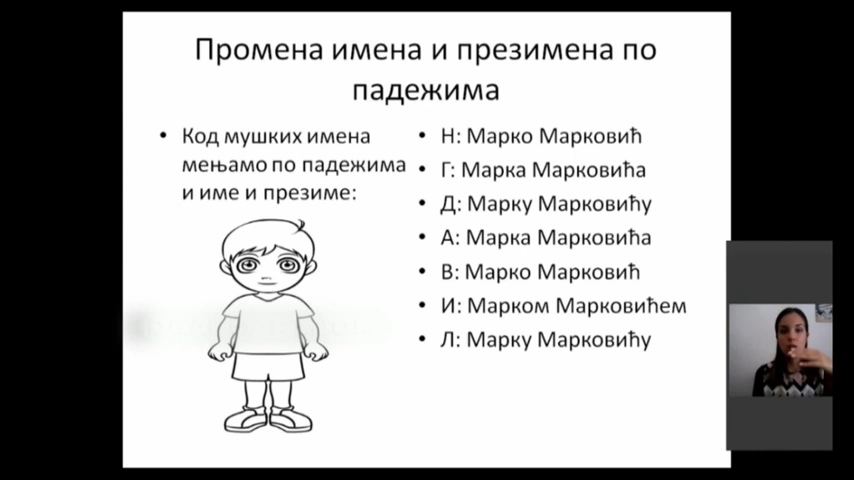 Промена имена и презимена по
падежима
• Код мушких имена
мењамо по падежима
и име и презиме:
• Н: Марко Марковић
• Г: Марка Марковића
• Д: Марку Марковићу
• А: Марка Марковића
• В: Марко Марковић
• И: Марком Марковићем
• Л: Марку Марковићу